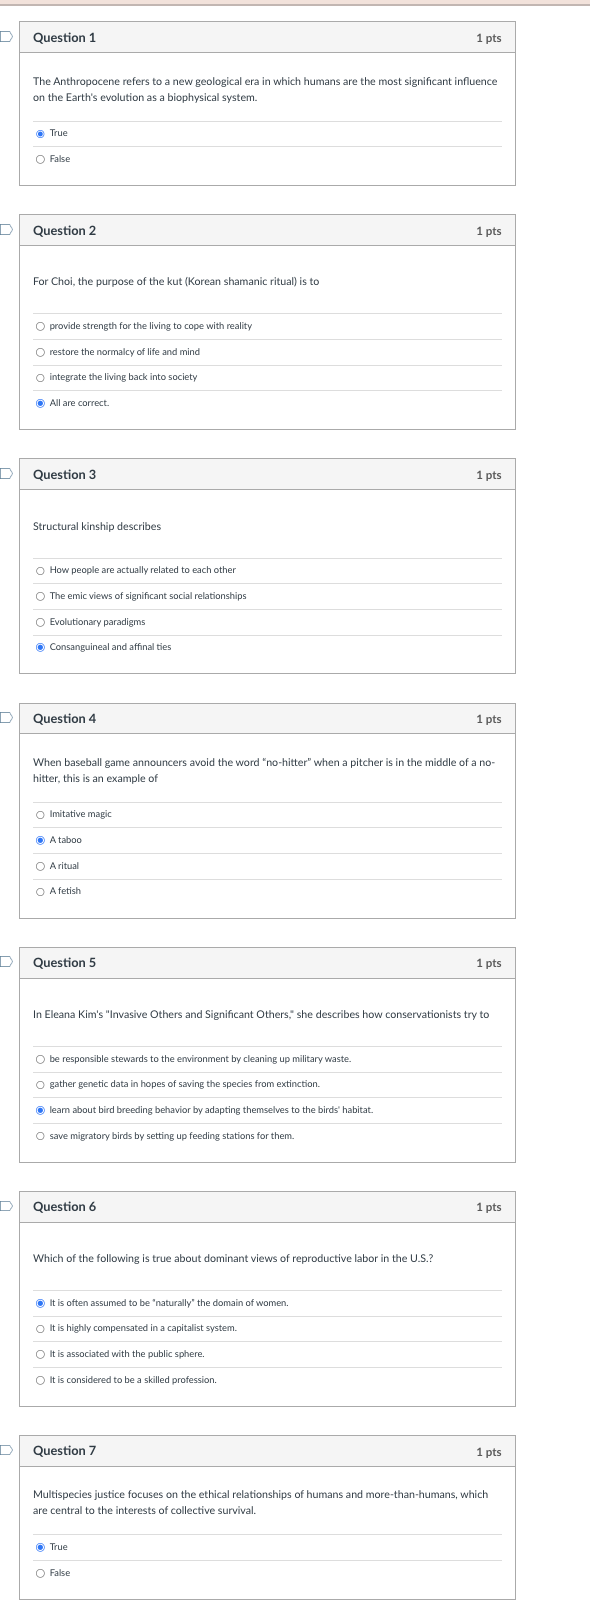 Question 1
1 pts
The Anthropocene refers to a new geological era in which humans are the most significant influence
on the Earth's evolution as a biophysical system.
True
False
Question 2
1 pts
For Choi, the purpose of the kut (Korean shamanic ritual) is to
provide strength for the living to cope with reality
restore the normalcy of life and mind
integrate the living back into society
All are correct.
Question 3
1 pts
Structural kinship describes
How people are actually related to each other
The emic views of significant social relationships
Evolutionary paradigms
Consanguineal and affinal ties
Question 4
1 pts
When baseball game announcers avoid the word "no-hitter" when a pitcher is in the middle of a no-
hitter, this is an example of
Imitative magic
A taboo
A ritual
A fetish
Question 5
1 pts
In Eleana Kim's "Invasive Others and Significant Others," she describes how conservationists try to
be responsible stewards to the environment by cleaning up military waste.
gather genetic data in hopes of saving the species from extinction.
learn about bird breeding behavior by adapting themselves to the birds' habitat.
save migratory birds by setting up feeding stations for them.
Question 6
1 pts
Which of the following is true about dominant views of reproductive labor in the U.S.?
It is often assumed to be "naturally" the domain of women.
It is highly compensated in a capitalist system.
It is associated with the public sphere.
It is considered to be a skilled profession.
Question 7
1 pts
Multispecies justice focuses on the ethical relationships of humans and more-than-humans, which
are central to the interests of collective survival.
True
False